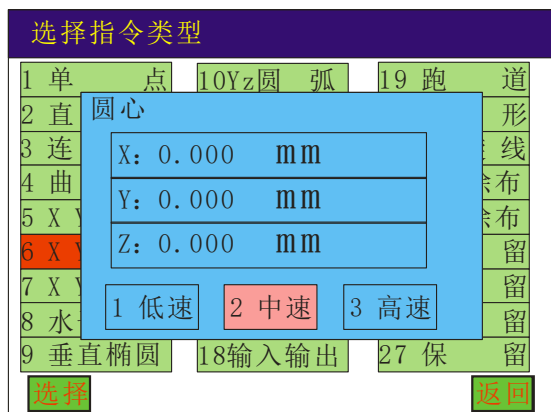 选择指令类型
1 单 点 10Yz圆 弧 19 跑 道
2 直 形
圆心
3 连 线
X: 0.000 mm
4 曲 布
Y: 0.000 mm
5 X 布
6 X 留
Z: 0.000 mm
7 X 留
1 低速 2 中速 3 高速
8 水 留
9 垂直椭圆 18输入输出 27 保 留
选择 返回